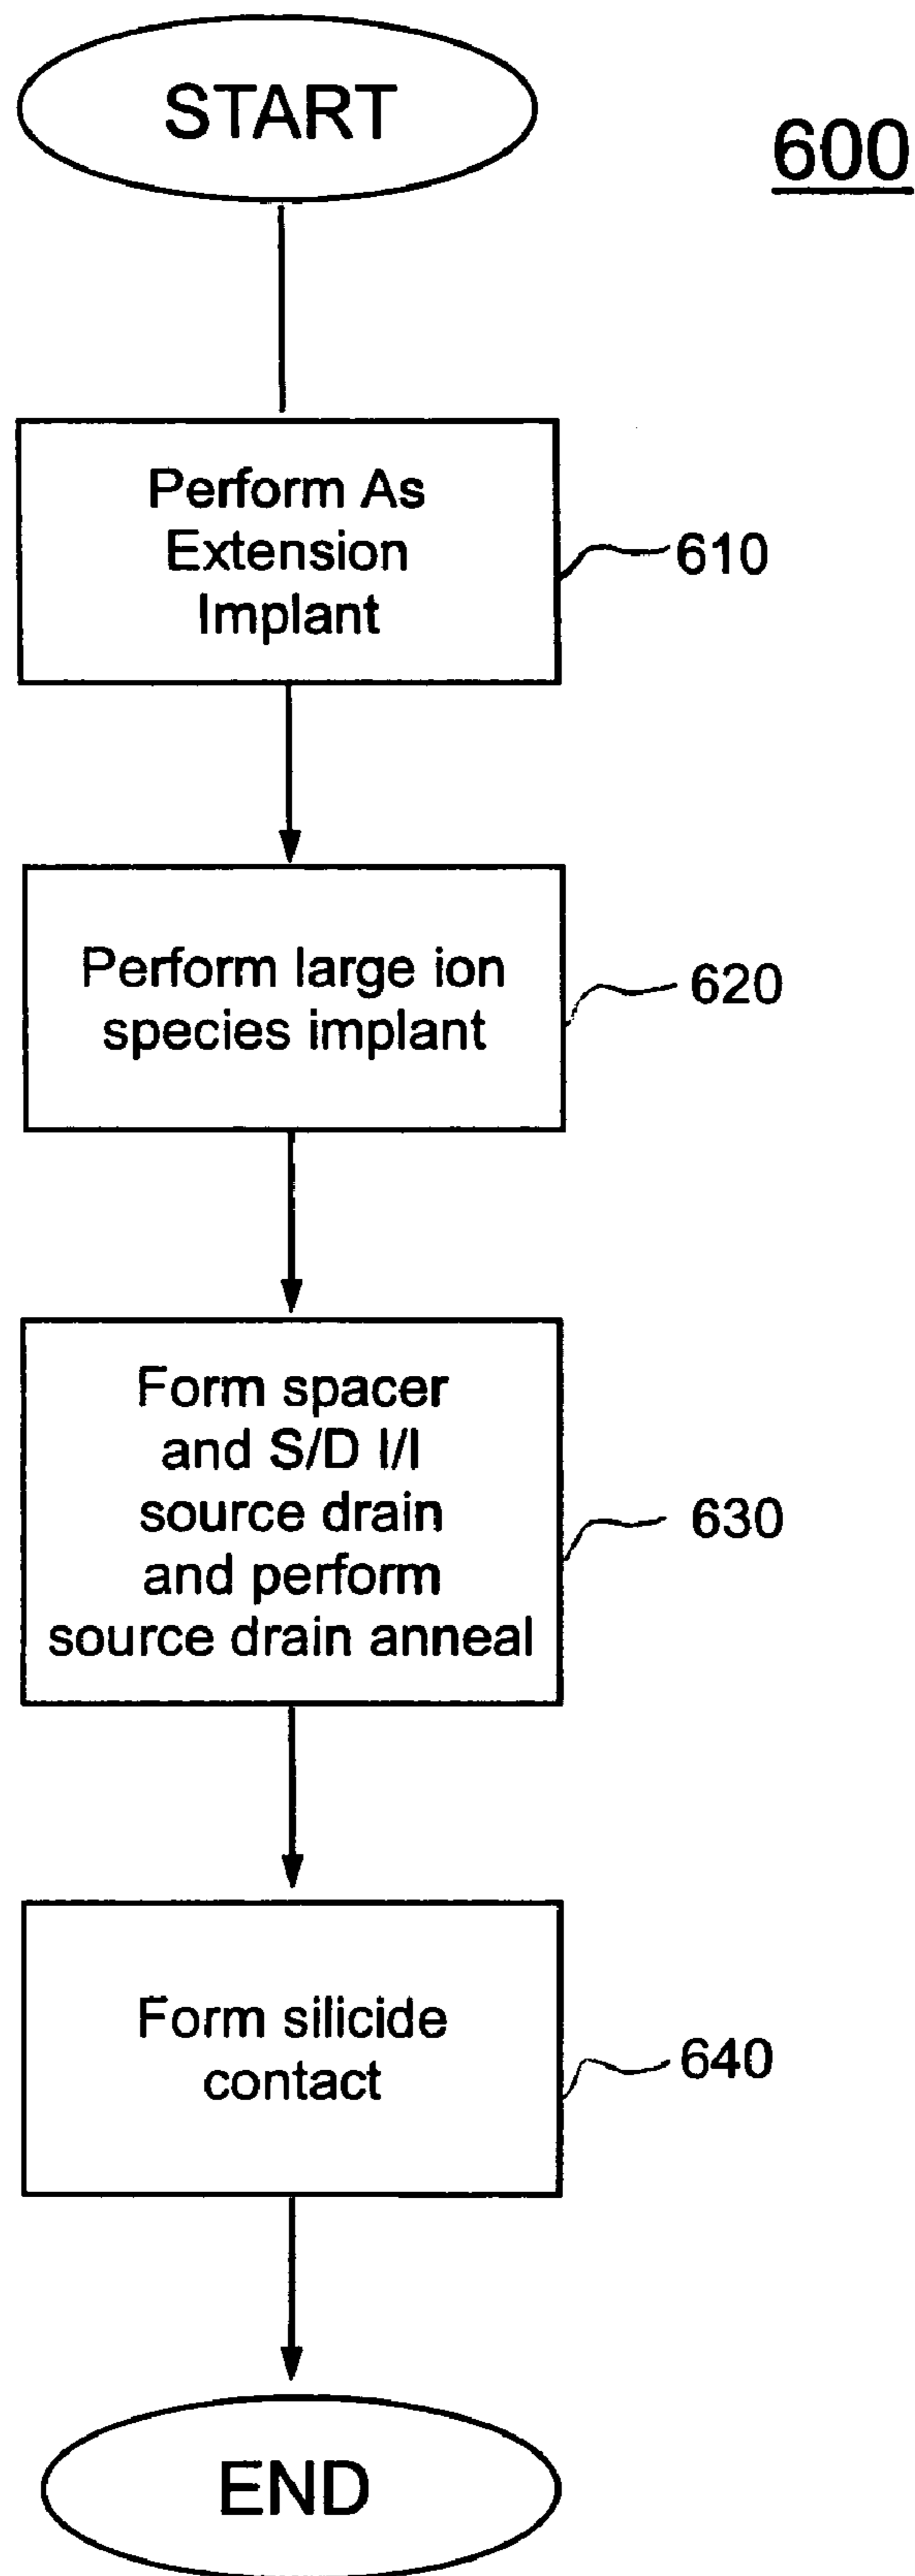 START
600
Perform As
Extension
Implant
610
Perform large ion
species implant
620
Form spacer
and S/D I/I
source drain
and perform
source drain anneal
630
Form silicide
contact
640
END